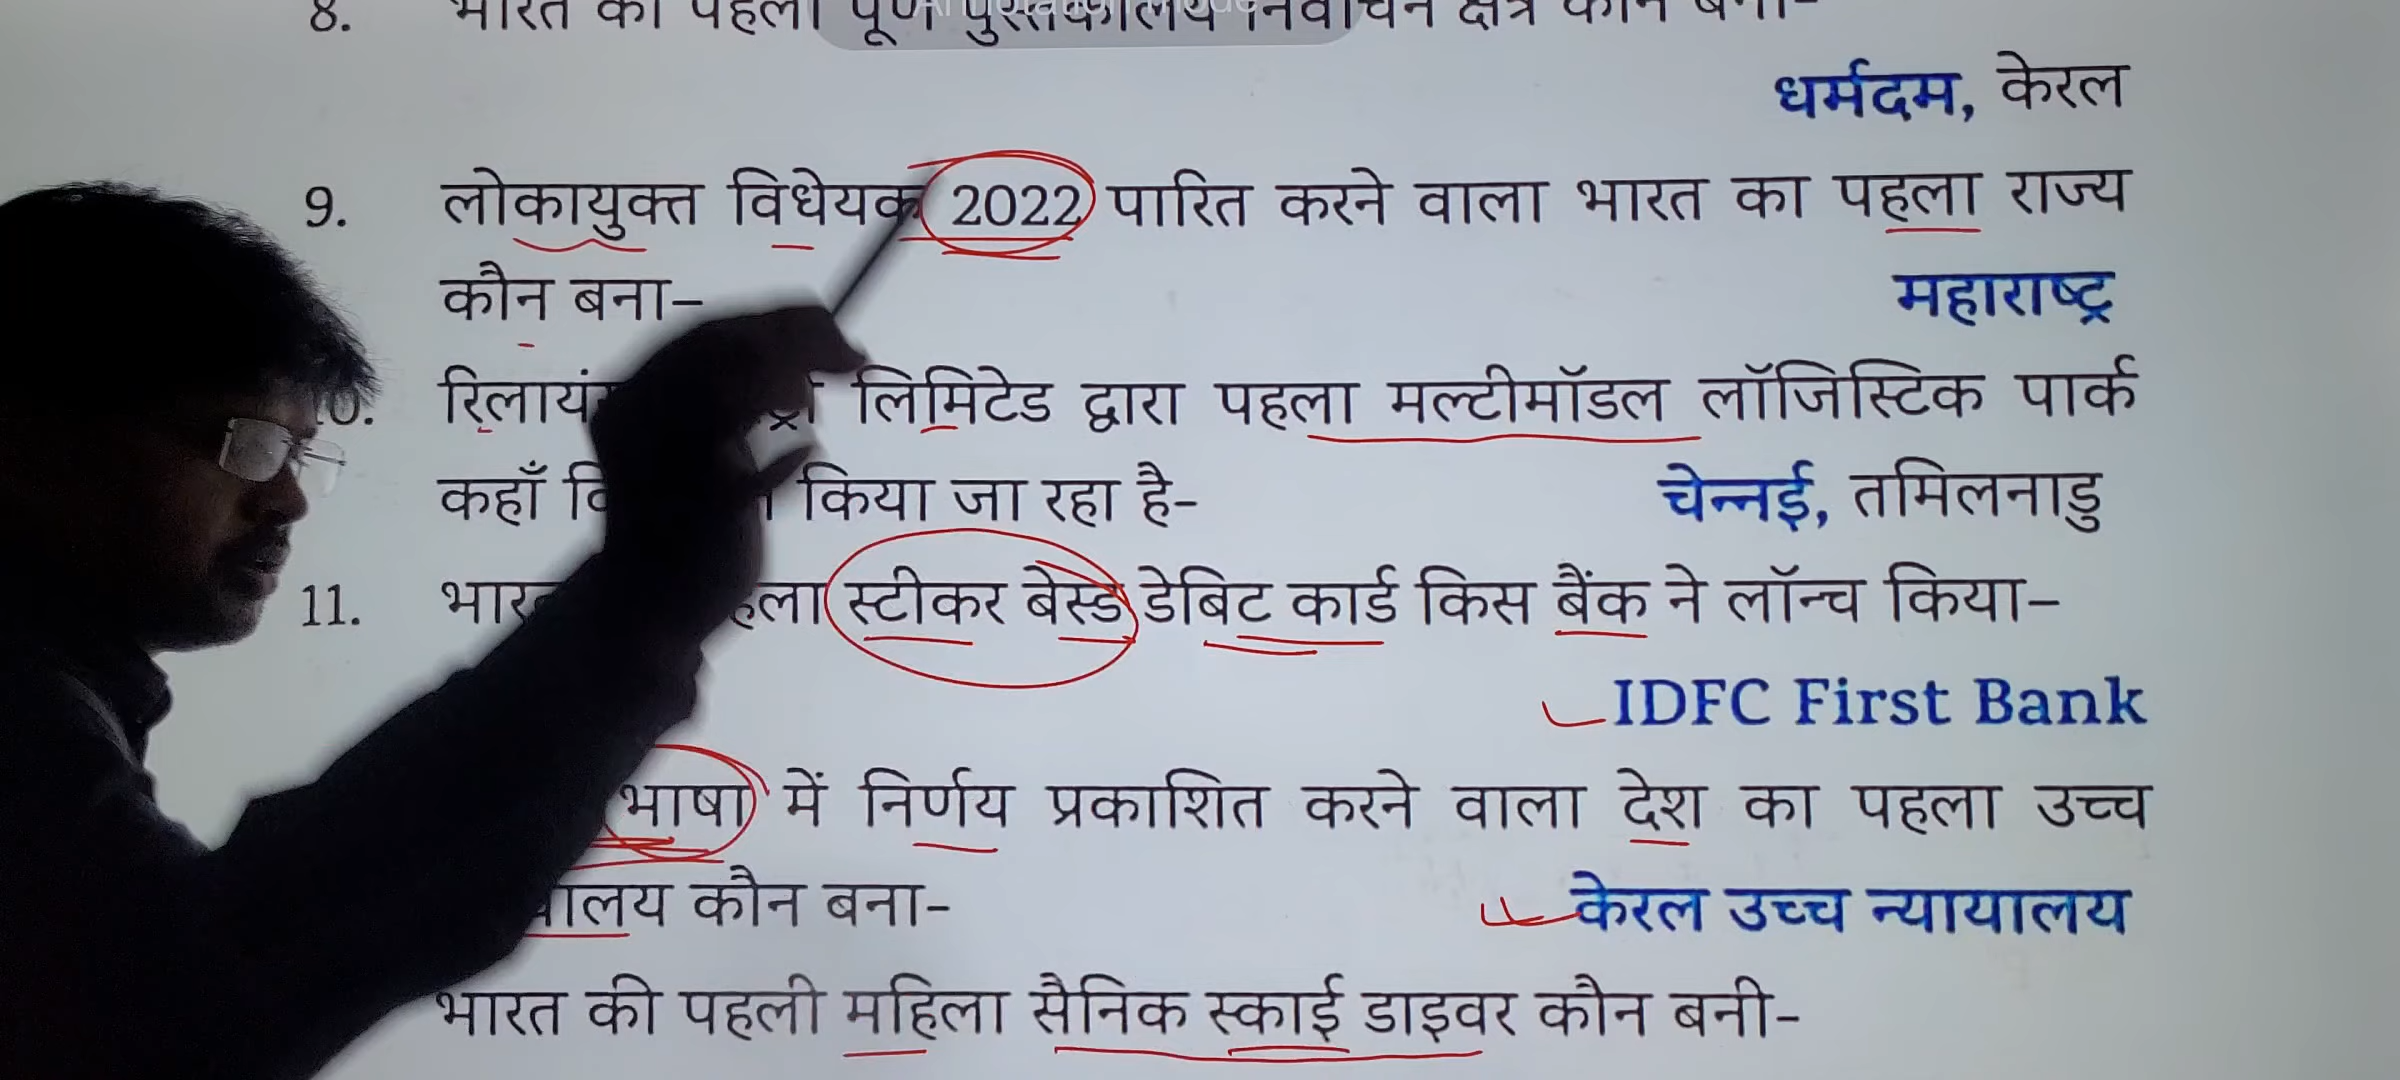 8. भारत का पहला पूर्ण पुस्तकालय निर्वाचन क्षेत्र कौन बना-
धर्मदम, केरल
9. लोकायुक्त विधेयक 2022 पारित करने वाला भारत का पहला राज्य
कौन बना– महाराष्ट्र
लिमिटेड द्वारा पहला मल्टीमॉडल लॉजिस्टिक पार्क
कहाँ किया जा रहा है- चेन्नई, तमिलनाडु
11. स्टीकर बेस्ड डेबिट कार्ड किस बैंक ने लॉन्च किया–
IDFC First Bank
भाषा में निर्णय प्रकाशित करने वाला देश का पहला उच्च
कौन बना- केरल उच्च न्यायालय
भारत की पहली महिला सैनिक स्काई डाइवर कौन बनी-